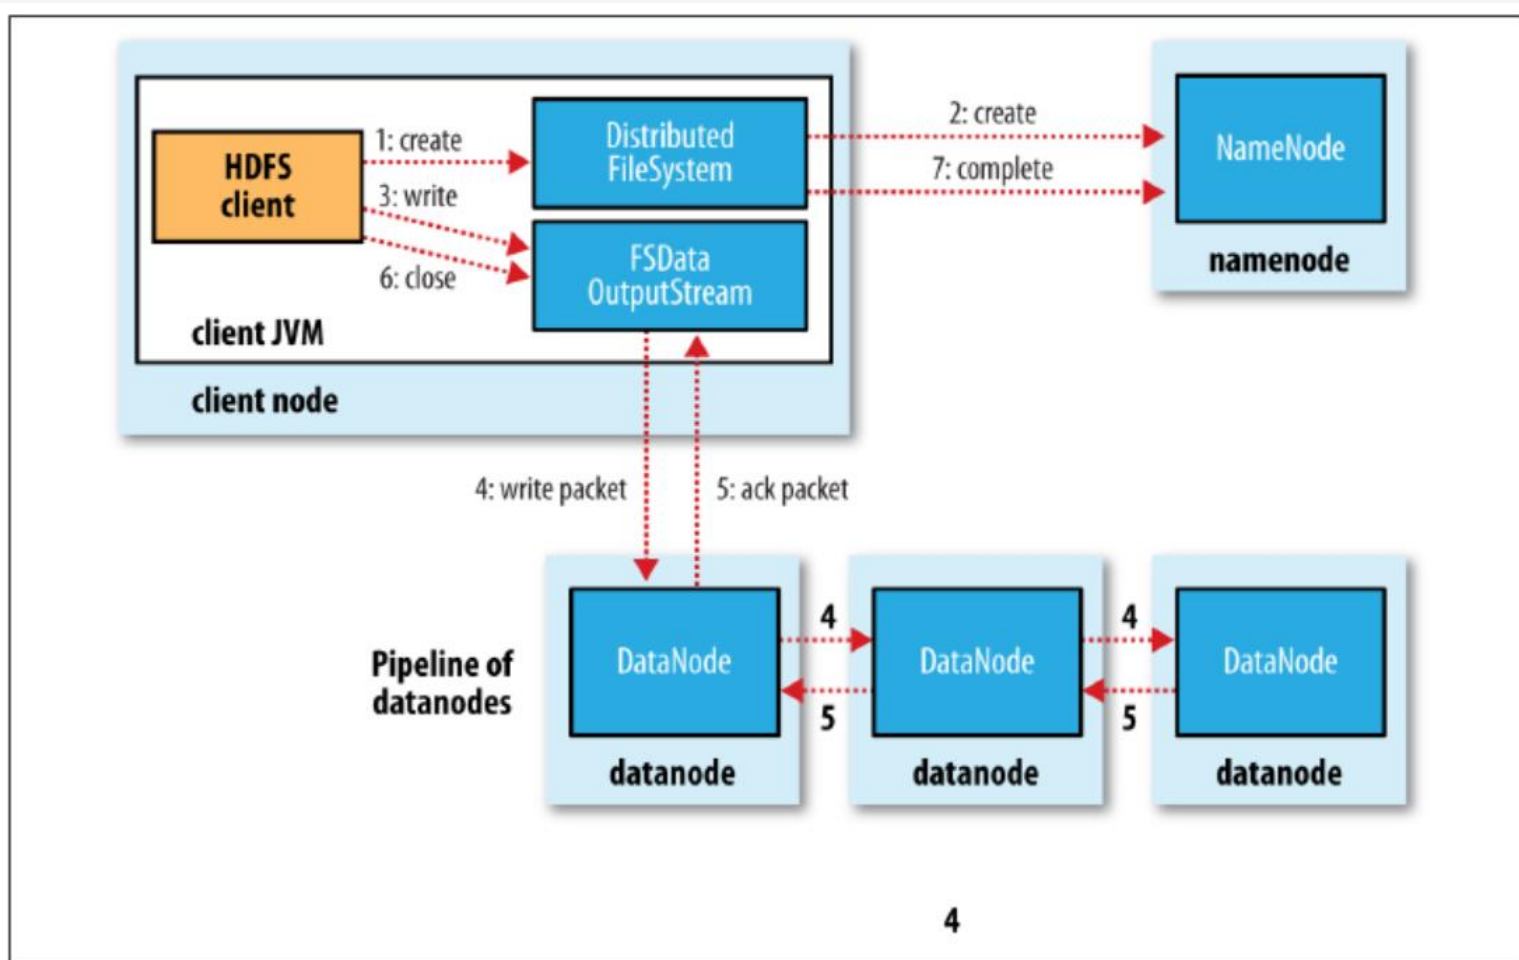 1: create
Distributed
FileSystem
2: create
NameNode
HDFS
client
3: write
7: complete
FSData
OutputStream
namenode
6: close
client JVM
client node
4: write packet
5: ack packet
Pipeline of
datanodes
DataNode
4
DataNode
4
DataNode
5
5
datanode
datanode
datanode
4